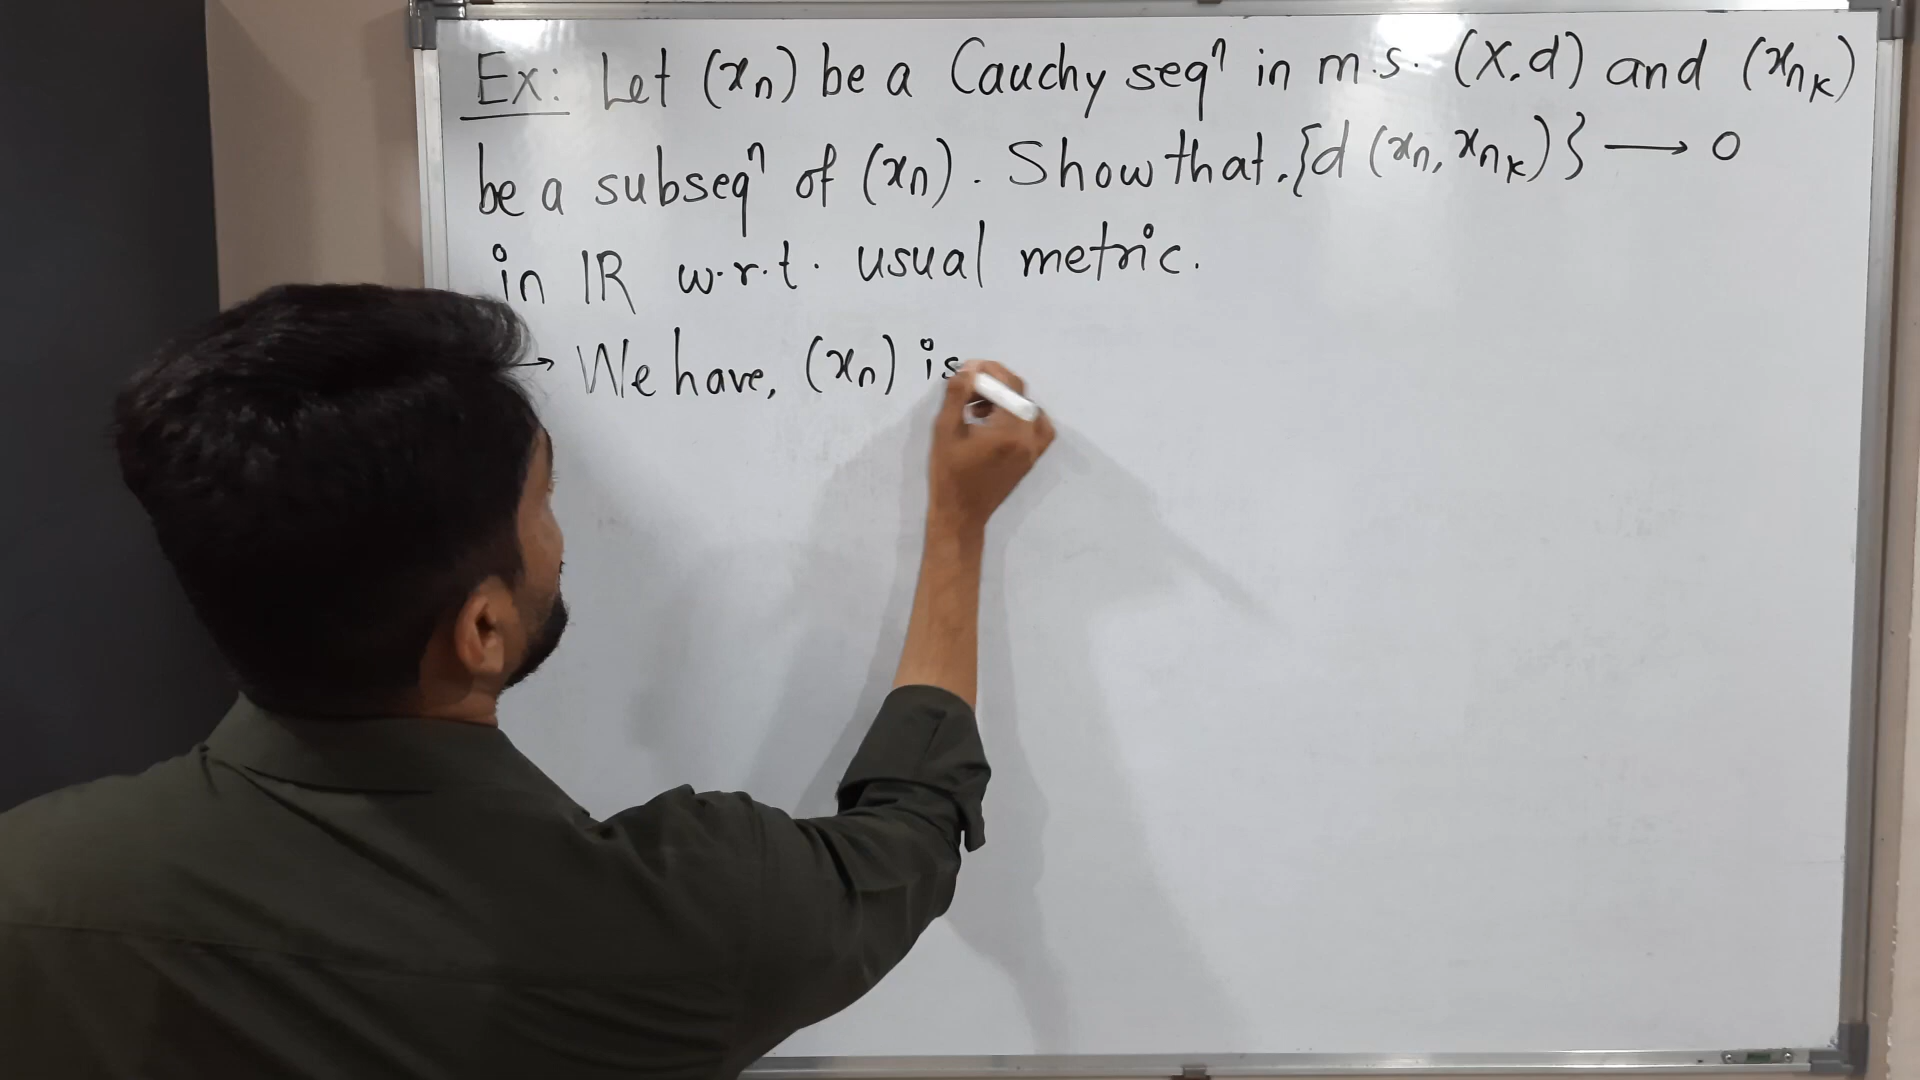 Ex: Let (xn) be a Cauchy seqⁿ in m.s. (X,d) and (xnk)
be a subseqⁿ of (xn). Show that {d(xn, xnk)} → 0
in IR w.r.t. usual metric.
→ We have, (xn) is